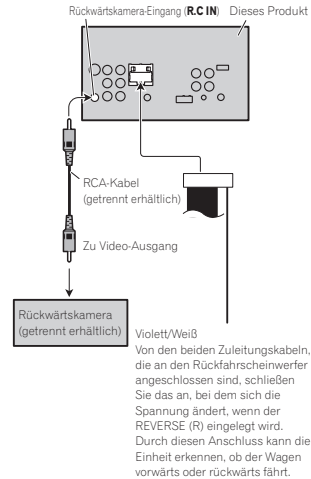 Rückwärtskamera-Eingang (R.C IN)
Dieses Produkt
RCA-Kabel
(getrennt erhältlich)
Zu Video-Ausgang
Rückwärtskamera
(getrennt erhältlich)
Violett/Weiß
Von den beiden Zuleitungskabeln,
die an den Rückfahrscheinwerfer
angeschlossen sind, schließen
Sie das an, bei dem sich die
Spannung ändert, wenn der
REVERSE (R) eingelegt wird.
Durch diesen Anschluss kann die
Einheit erkennen, ob der Wagen
vorwärts oder rückwärts fährt.